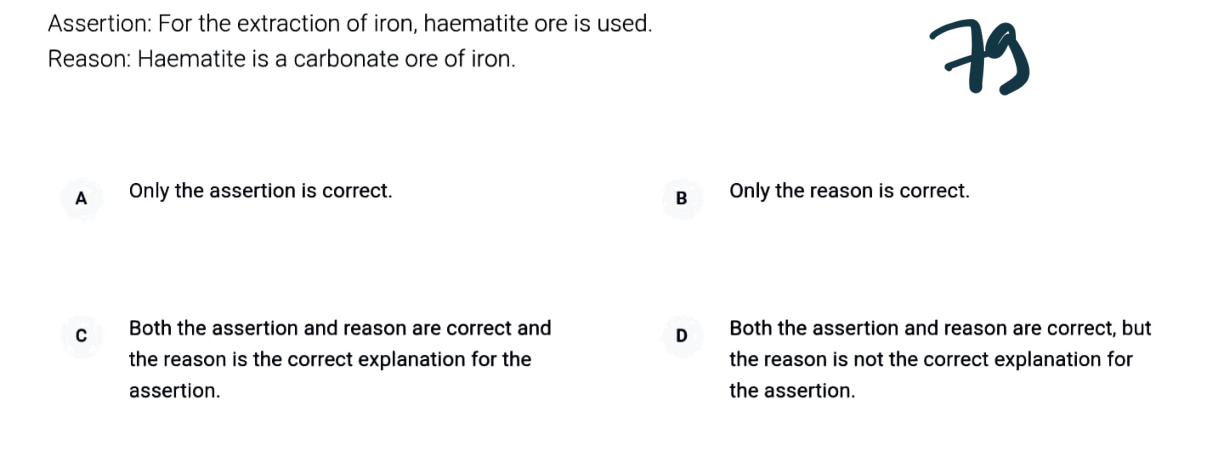 Assertion: For the extraction of iron, haematite ore is used.
Reason: Haematite is a carbonate ore of iron.
79
A Only the assertion is correct.
B Only the reason is correct.
C Both the assertion and reason are correct and
the reason is the correct explanation for the
assertion.
D Both the assertion and reason are correct, but
the reason is not the correct explanation for
the assertion.